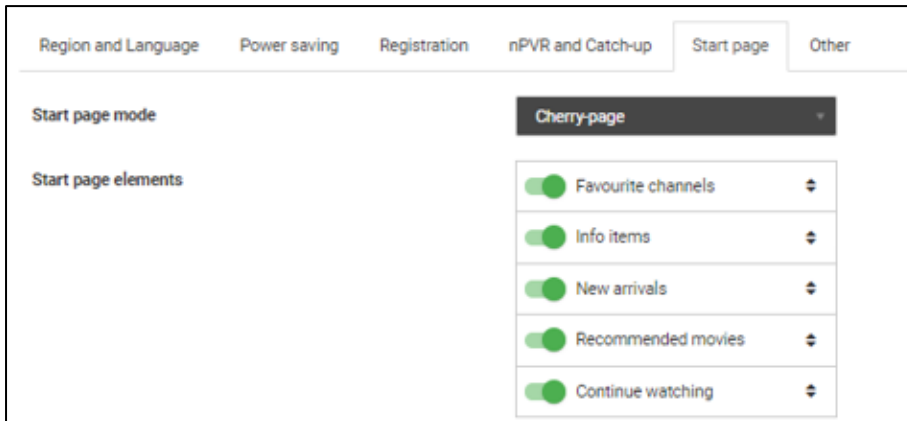 Region and Language Power saving Registration nPVR and Catch-up Start page Other
Start page mode Cherry-page
Start page elements Favourite channels
Info items
New arrivals
Recommended movies
Continue watching